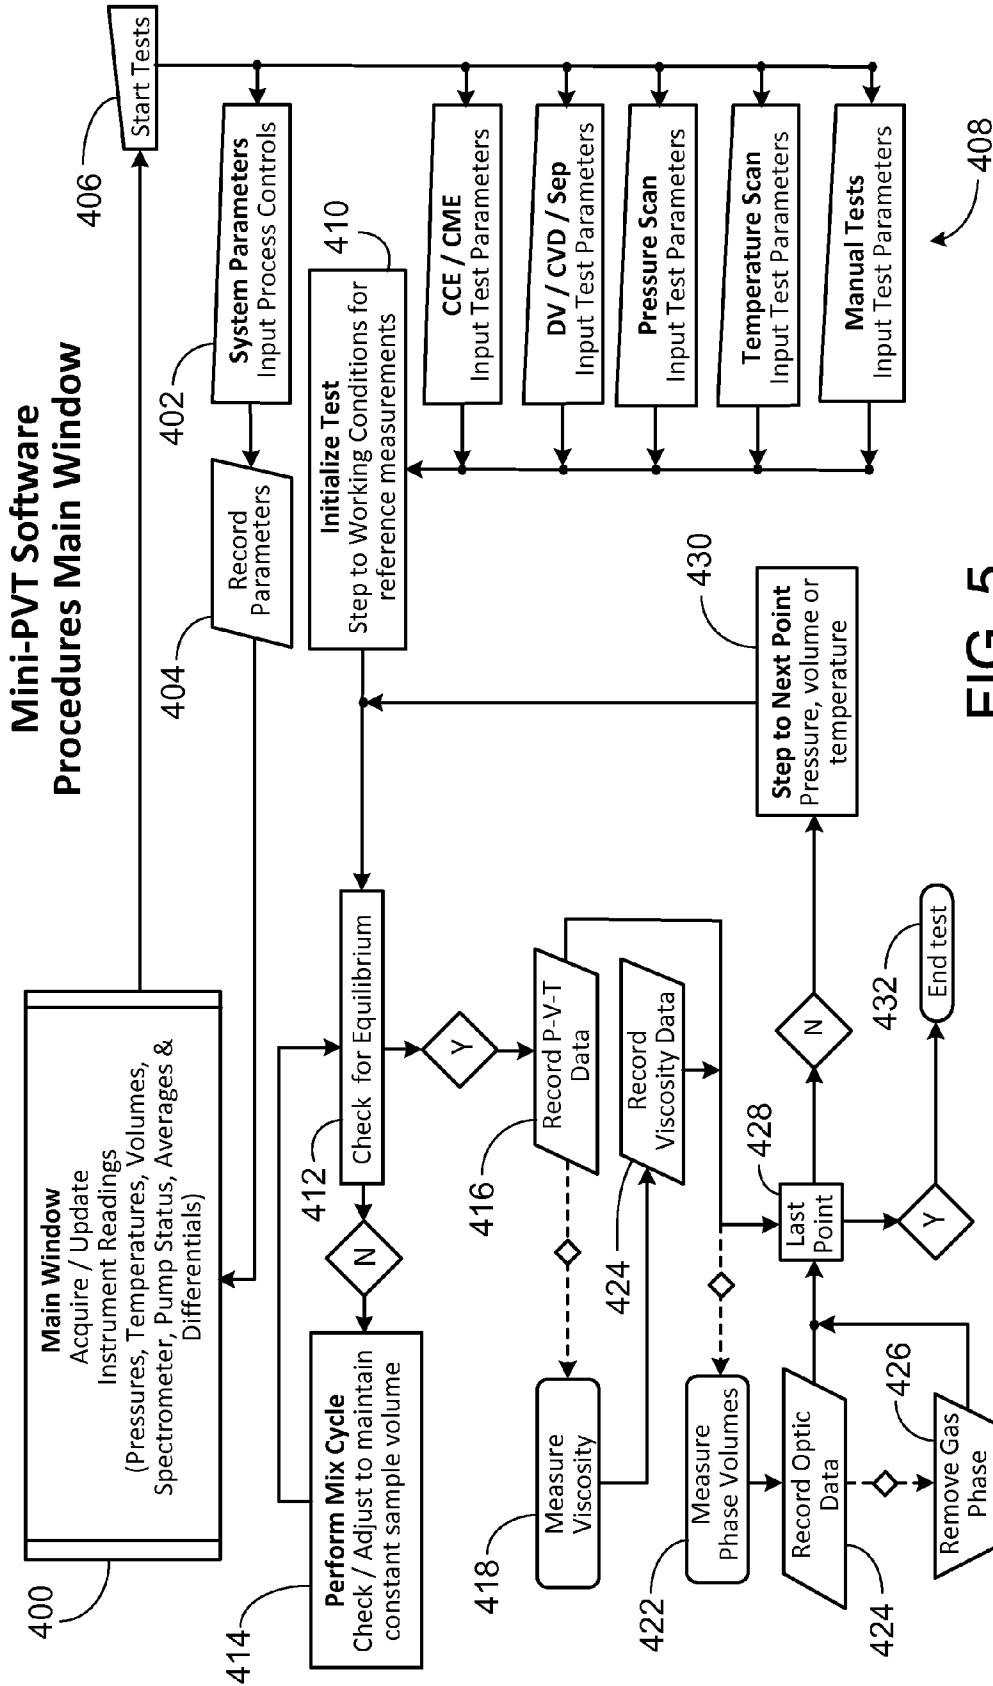 Mini-PVT Software
Procedures Main Window
400
Main Window
Acquire / Update
Instrument Readings
(Pressures, Temperatures, Volumes,
Spectrometer, Pump Status, Averages &
Differentials)
406
Start Tests
402
System Parameters
Input Process Controls
404
Record
Parameters
410
Initialize Test
Step to Working Conditions for
reference measurements
CCE / CME
Input Test Parameters
DV / CVD / Sep
Input Test Parameters
Pressure Scan
Input Test Parameters
Temperature Scan
Input Test Parameters
Manual Tests
Input Test Parameters
408
414
Perform Mix Cycle
Check / Adjust to maintain
constant sample volume
N
412
Check for Equilibrium
Y
416
Record P-V-T
Data
418
Measure
Viscosity
424
Record
Viscosity Data
422
Measure
Phase Volumes
424
Record Optic
Data
426
Remove Gas
Phase
428
Last
Point
N
430
Step to Next Point
Pressure, volume or
temperature
Y
432
End test
FIG. 5